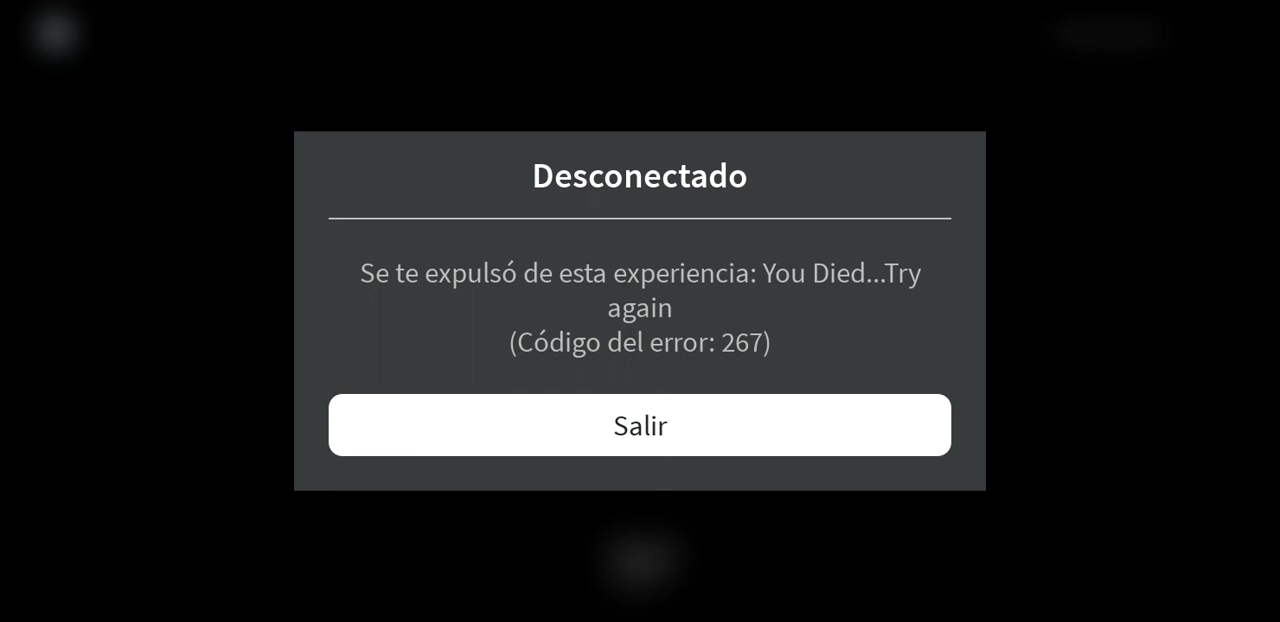 Desconectado
Se te expulsó de esta experiencia: You Died...Try
again
(Código del error: 267)
Salir